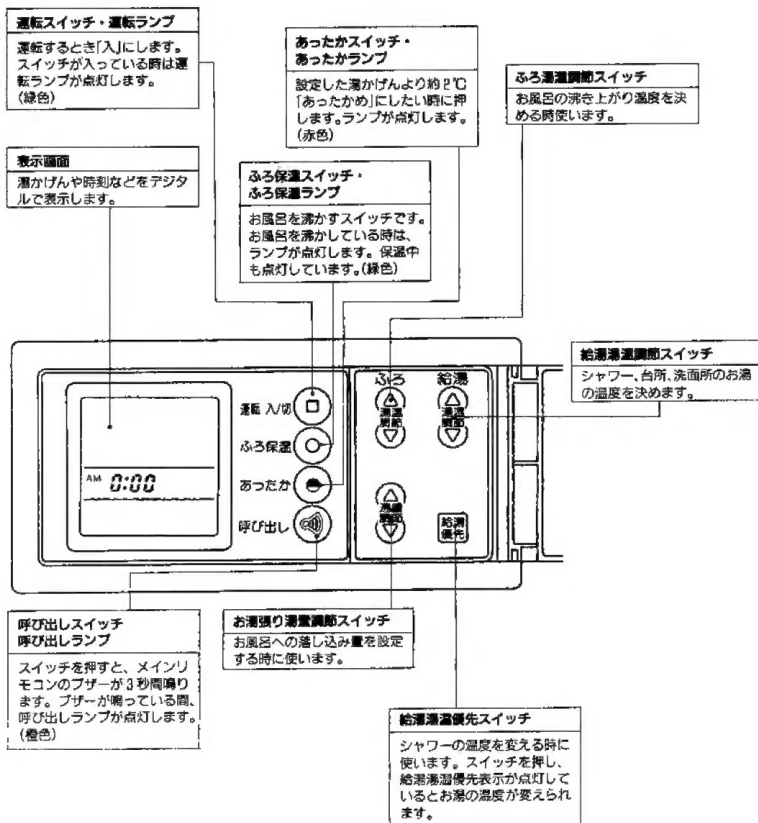 運転スイッチ・運転ランプ
運転するとき「入」にします。
スイッチが入っている時は運
転ランプが点灯します。
(緑色)
あったかスイッチ・
あったかランプ
設定した湯かげんより約2℃
「あったかめ」にしたい時に押
します。ランプが点灯します。
(赤色)
ふろ湯温調節スイッチ
お風呂の沸き上がり温度を決
める時使います。
表示画面
湯かげんや時刻などをデジタ
ルで表示します。
ふろ保温スイッチ・
ふろ保温ランプ
お風呂を沸かすスイッチです。
お風呂を沸かしている時は、
ランプが点灯します。保温中
も点灯しています。(緑色)
給湯湯温調節スイッチ
シャワー、台所、洗面所のお湯
の温度を決めます。
ふろ
給湯
湯温
調節
湯温
調節
運転 入/切
ふろ保温
AM 0:00
あったか
湯量
調節
呼び出し
給湯
優先
呼び出しスイッチ
呼び出しランプ
スイッチを押すと、メインリ
モコンのブザーが3秒間鳴り
ます。ブザーが鳴っている間、
呼び出しランプが点灯します。
(橙色)
お湯張り湯量調節スイッチ
お風呂への落し込み量を設定
する時に使います。
給湯湯温優先スイッチ
シャワーの温度を変える時に
使います。スイッチを押し、
給湯湯温優先表示が点灯して
いるとお湯の温度が変えられ
ます。